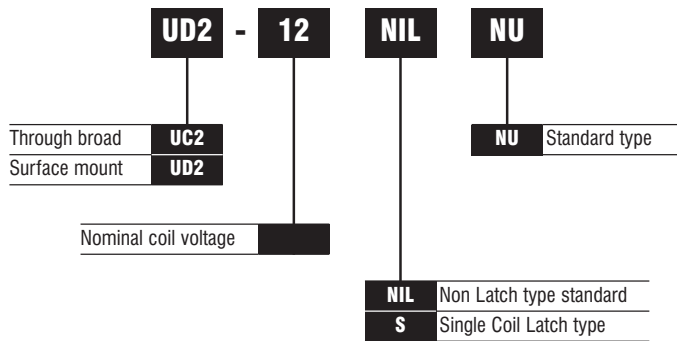 UD2 - 12 NIL NU
Through broad UC2
Surface mount UD2
NU Standard type
Nominal coil voltage
NIL Non Latch type standard
S Single Coil Latch type